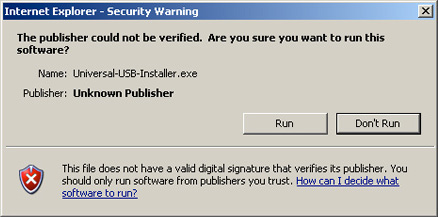 Internet Explorer - Security Warning
The publisher could not be verified.  Are you sure you want to run this
software?
Name: Universal-USB-Installer.exe
Publisher: Unknown Publisher
Run Don't Run
This file does not have a valid digital signature that verifies its publisher. You
should only run software from publishers you trust. How can I decide what
software to run?